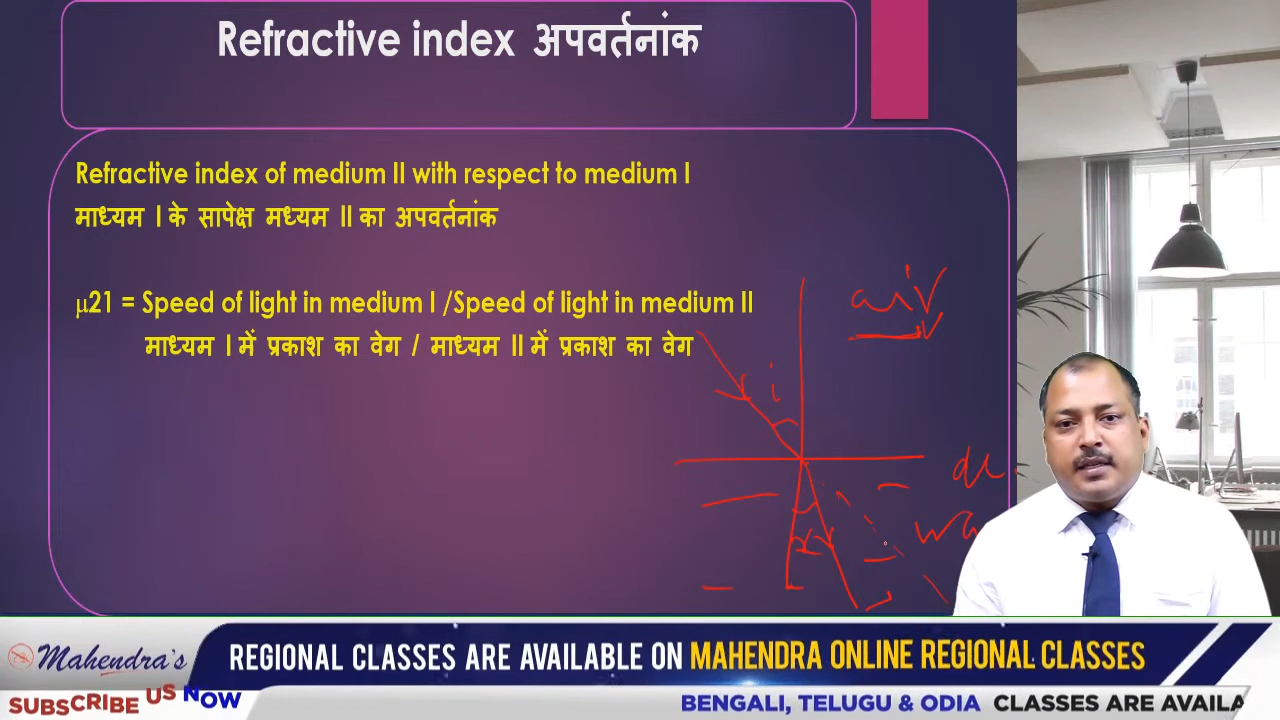 Refractive index अपवर्तनांक
Refractive index of medium II with respect to medium I
माध्यम I के सापेक्ष मध्यम II का अपवर्तनांक
μ21 = Speed of light in medium I /Speed of light in medium II
माध्यम I में प्रकाश का वेग / माध्यम II में प्रकाश का वेग
air
i
Mahendra's
REGIONAL CLASSES ARE AVAILABLE ON MAHENDRA ONLINE REGIONAL CLASSES
SUBSCRIBE US NOW
BENGALI, TELUGU & ODIA CLASSES ARE AVAILA